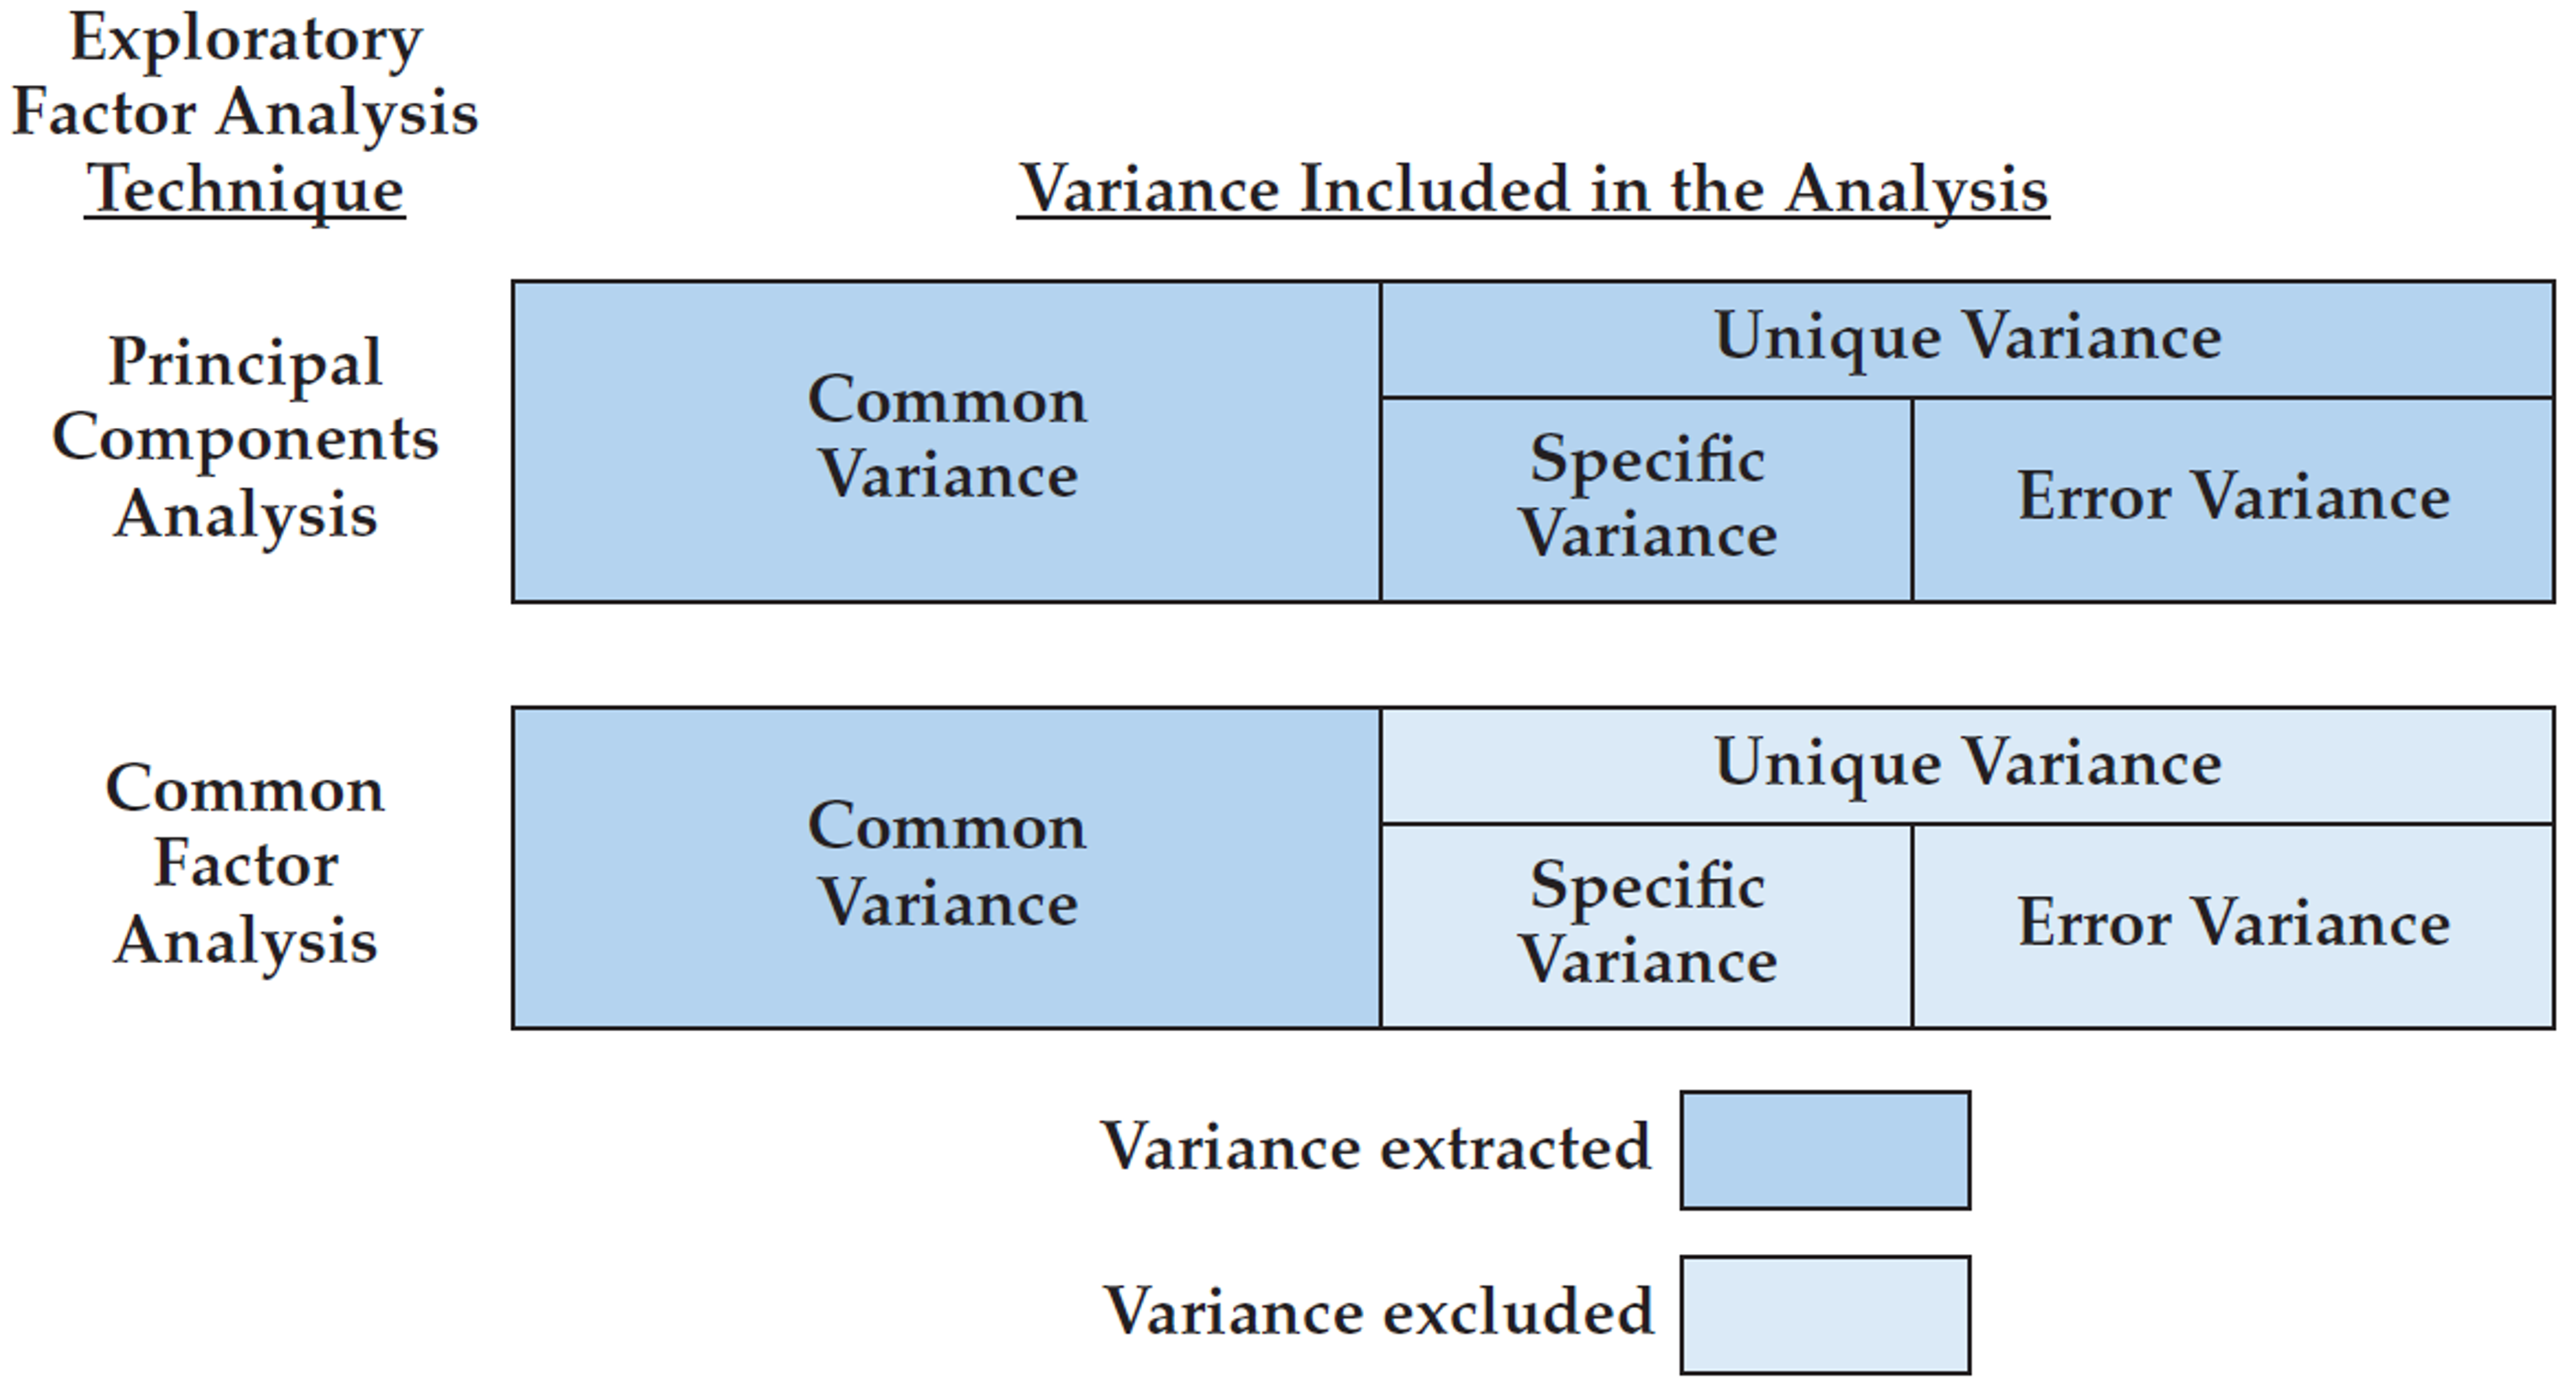 Exploratory
Factor Analysis
Technique
Variance Included in the Analysis
Principal
Components
Analysis
Common
Variance
Unique Variance
Specific
Variance
Error Variance
Common
Factor
Analysis
Common
Variance
Unique Variance
Specific
Variance
Error Variance
Variance extracted
Variance excluded